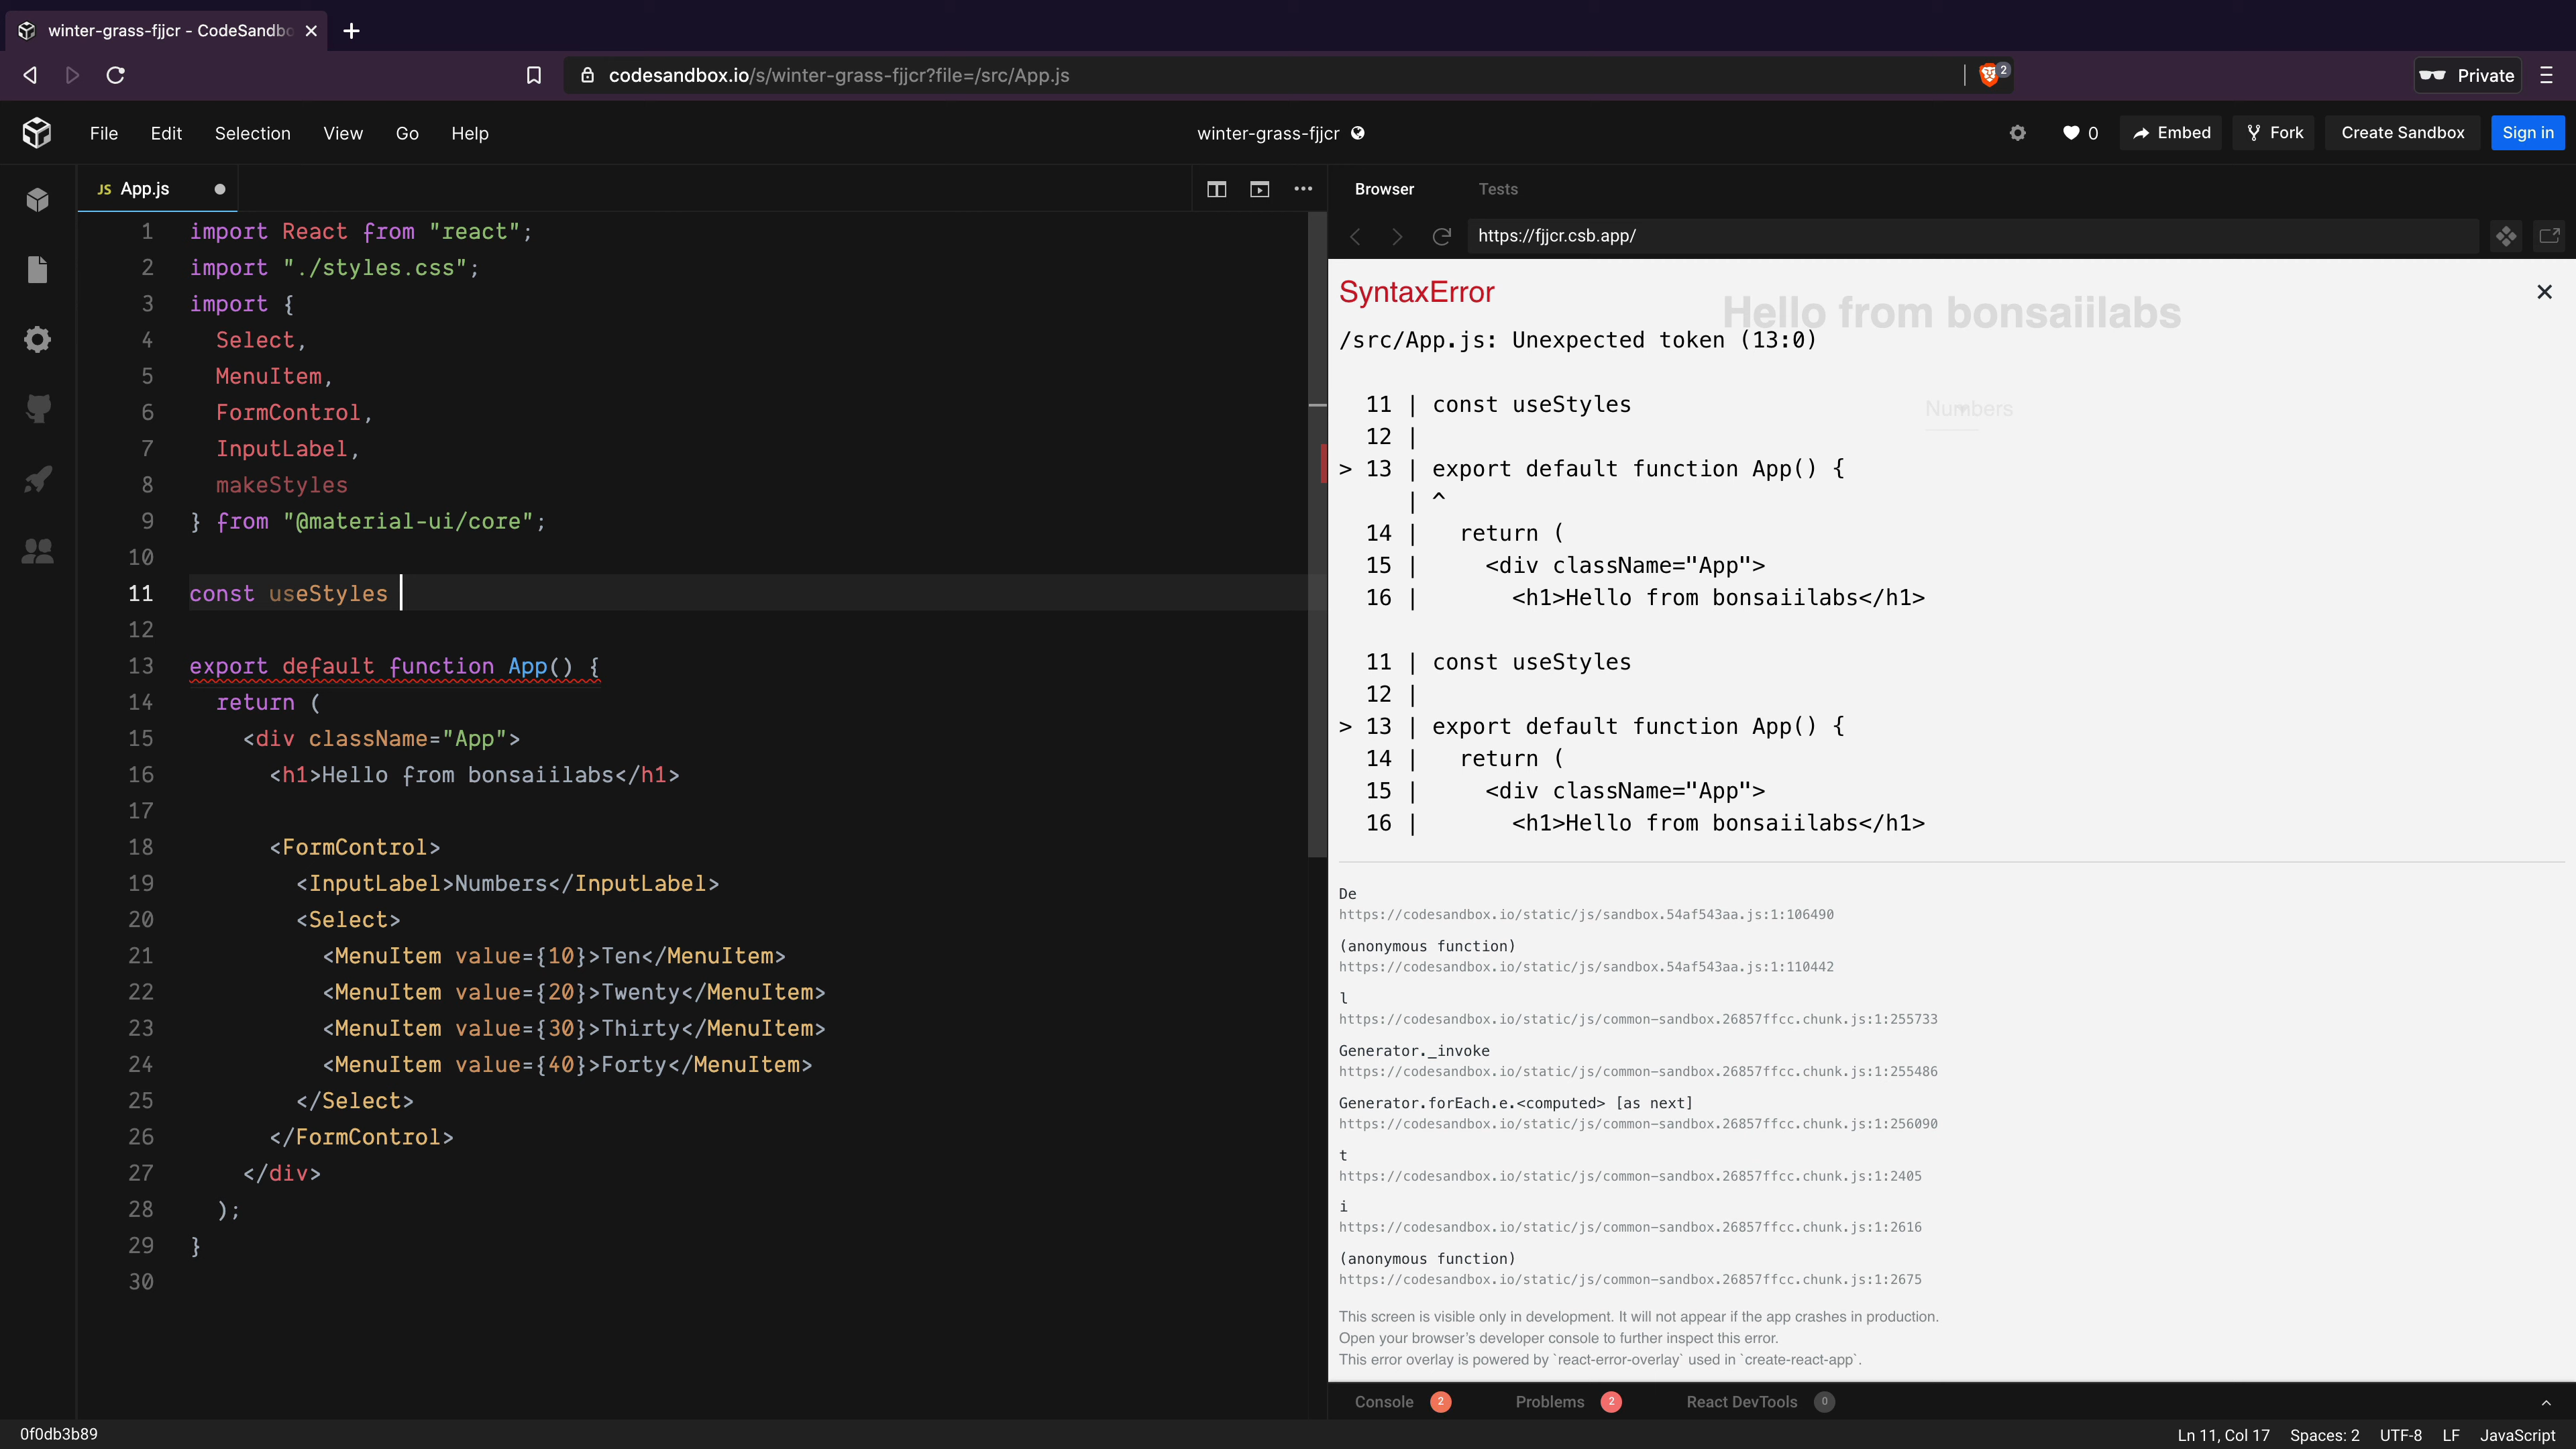 winter-grass-fjjcr - CodeSandbo
codesandbox.io/s/winter-grass-fjjcr?file=/src/App.js
2
Private
File Edit Selection View Go Help
winter-grass-fjjcr
0 Embed Fork Create Sandbox Sign in
JS App.js
Browser Tests
https://fjjcr.csb.app/
1 import React from "react";
2 import "./styles.css";
3 import {
4 Select,
5 MenuItem,
6 FormControl,
7 InputLabel,
8 makeStyles
9 } from "@material-ui/core";
10
11 const useStyles
12
13 export default function App() {
14 return (
15 <div className="App">
16 <h1>Hello from bonsaiilabs</h1>
17
18 <FormControl>
19 <InputLabel>Numbers</InputLabel>
20 <Select>
21 <MenuItem value={10}>Ten</MenuItem>
22 <MenuItem value={20}>Twenty</MenuItem>
23 <MenuItem value={30}>Thirty</MenuItem>
24 <MenuItem value={40}>Forty</MenuItem>
25 </Select>
26 </FormControl>
27 </div>
28 );
29 }
30
SyntaxError
Hello from bonsaiilabs
/src/App.js: Unexpected token (13:0)
Numbers
11 | const useStyles
12 |
> 13 | export default function App() {
| ^
14 | return (
15 | <div className="App">
16 | <h1>Hello from bonsaiilabs</h1>
11 | const useStyles
12 |
> 13 | export default function App() {
14 | return (
15 | <div className="App">
16 | <h1>Hello from bonsaiilabs</h1>
De
https://codesandbox.io/static/js/sandbox.54af543aa.js:1:106490
(anonymous function)
https://codesandbox.io/static/js/sandbox.54af543aa.js:1:110442
l
https://codesandbox.io/static/js/common-sandbox.26857ffcc.chunk.js:1:255733
Generator._invoke
https://codesandbox.io/static/js/common-sandbox.26857ffcc.chunk.js:1:255486
Generator.forEach.e.<computed> [as next]
https://codesandbox.io/static/js/common-sandbox.26857ffcc.chunk.js:1:256090
t
https://codesandbox.io/static/js/common-sandbox.26857ffcc.chunk.js:1:2405
i
https://codesandbox.io/static/js/common-sandbox.26857ffcc.chunk.js:1:2616
(anonymous function)
https://codesandbox.io/static/js/common-sandbox.26857ffcc.chunk.js:1:2675
This screen is visible only in development. It will not appear if the app crashes in production.
Open your browser’s developer console to further inspect this error.
This error overlay is powered by `react-error-overlay` used in `create-react-app`.
Console 2 Problems 2 React DevTools 0
0f0db3b89
Ln 11, Col 17 Spaces: 2 UTF-8 LF JavaScript